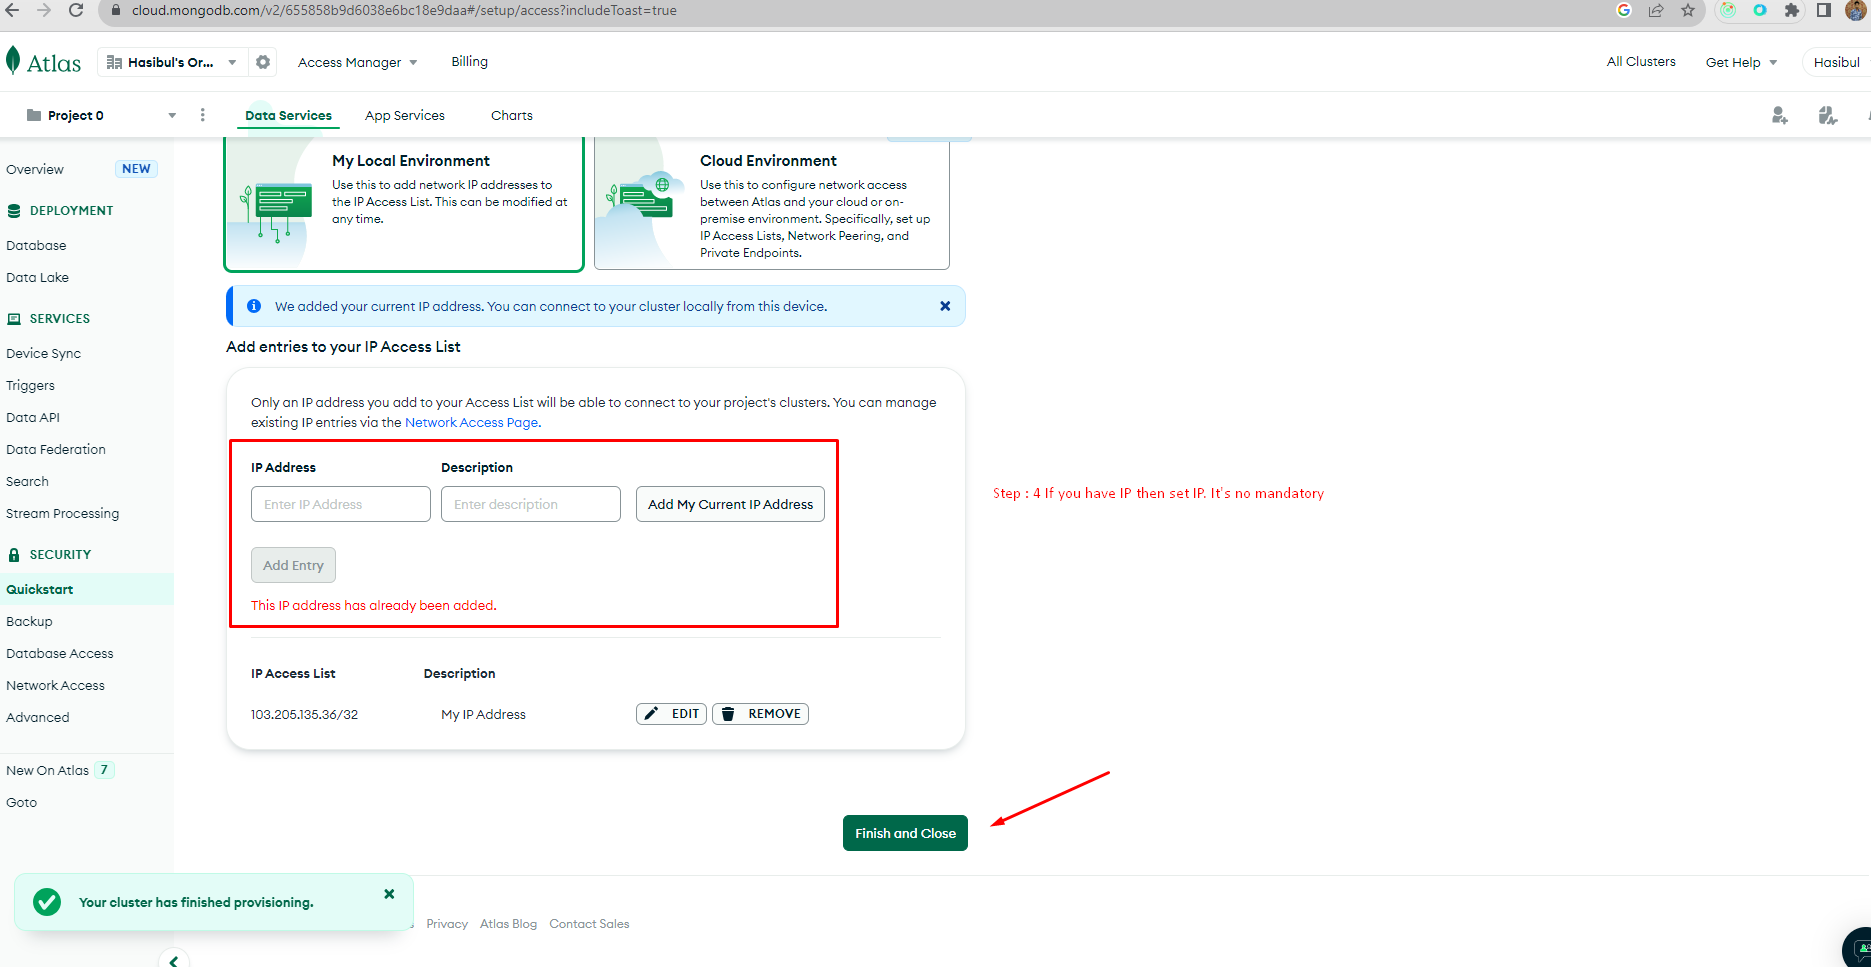 cloud.mongodb.com/v2/655858b9d6038e6bc18e9daa#/setup/access?includeToast=true
Atlas
Hasibul's Or...
Access Manager
Billing
All Clusters
Get Help
Hasibul
Project 0
Data Services
App Services
Charts
Overview
NEW
DEPLOYMENT
Database
Data Lake
SERVICES
Device Sync
Triggers
Data API
Data Federation
Search
Stream Processing
SECURITY
Quickstart
Backup
Database Access
Network Access
Advanced
New On Atlas
7
Goto
My Local Environment
Use this to add network IP addresses to
the IP Access List. This can be modified at
any time.
Cloud Environment
Use this to configure network access
between Atlas and your cloud or on-
premise environment. Specifically, set up
IP Access Lists, Network Peering, and
Private Endpoints.
We added your current IP address. You can connect to your cluster locally from this device.
Add entries to your IP Access List
Only an IP address you add to your Access List will be able to connect to your project's clusters. You can manage
existing IP entries via the Network Access Page.
IP Address
Description
Enter IP Address
Enter description
Add My Current IP Address
Add Entry
This IP address has already been added.
Step : 4 If you have IP then set IP. It's no mandatory
IP Access List
Description
103.205.135.36/32
My IP Address
EDIT
REMOVE
Finish and Close
Your cluster has finished provisioning.
Privacy
Atlas Blog
Contact Sales